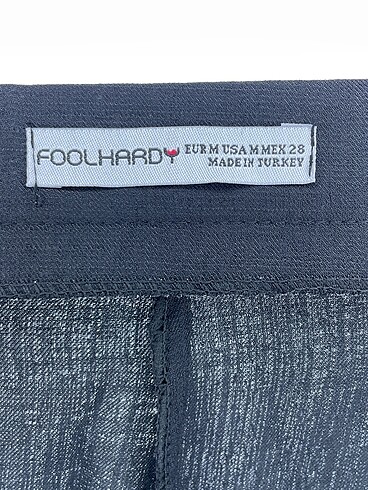 FOOLHARDY EUR M USA M MEX 28
MADE IN TURKEY